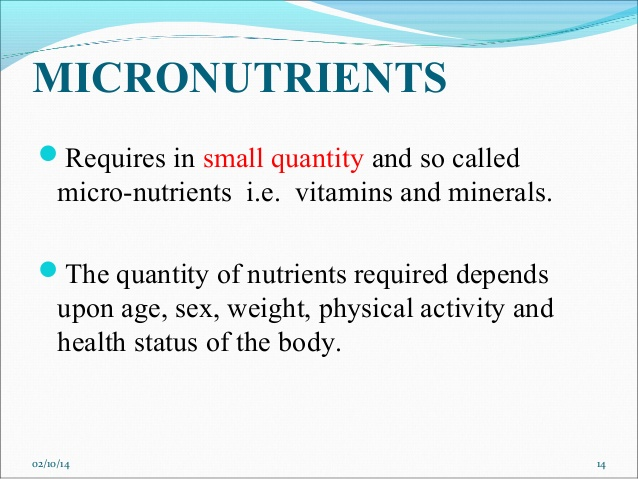 MICRONUTRIENTS
Requires in small quantity and so called
micro-nutrients i.e. vitamins and minerals.
The quantity of nutrients required depends
upon age, sex, weight, physical activity and
health status of the body.
02/10/14
14